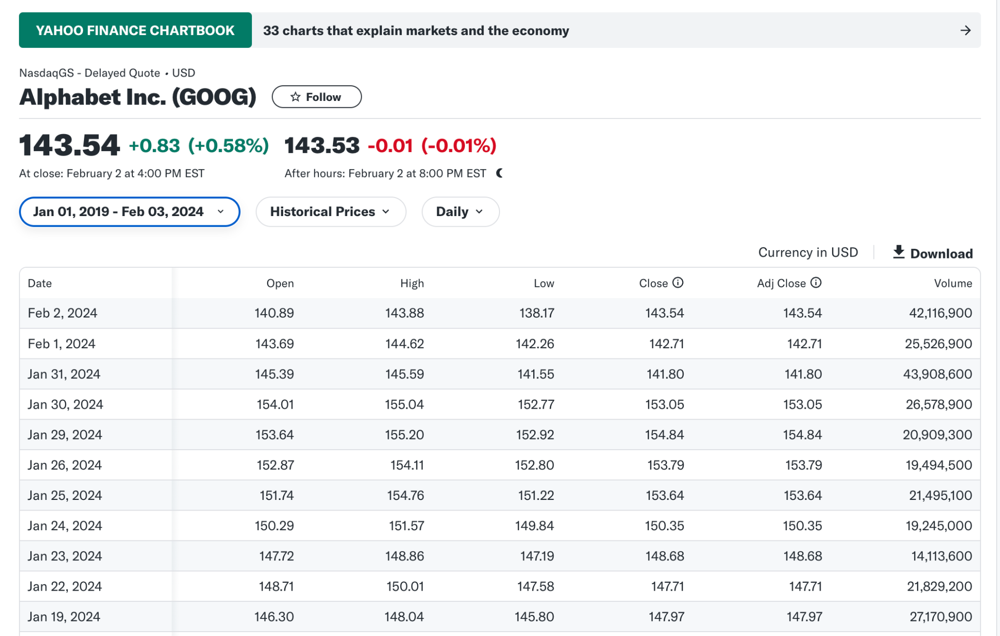 YAHOO FINANCE CHARTBOOK 33 charts that explain markets and the economy
NasdaqGS - Delayed Quote • USD
Alphabet Inc. (GOOG) Follow
143.54 +0.83 (+0.58%) 143.53 -0.01 (-0.01%)
At close: February 2 at 4:00 PM EST After hours: February 2 at 8:00 PM EST
Jan 01, 2019 - Feb 03, 2024 Historical Prices Daily
Currency in USD Download
Date Open High Low Close Adj Close Volume
Feb 2, 2024 140.89 143.88 138.17 143.54 143.54 42,116,900
Feb 1, 2024 143.69 144.62 142.26 142.71 142.71 25,526,900
Jan 31, 2024 145.39 145.59 141.55 141.80 141.80 43,908,600
Jan 30, 2024 154.01 155.04 152.77 153.05 153.05 26,578,900
Jan 29, 2024 153.64 155.20 152.92 154.84 154.84 20,909,300
Jan 26, 2024 152.87 154.11 152.80 153.79 153.79 19,494,500
Jan 25, 2024 151.74 154.76 151.22 153.64 153.64 21,495,100
Jan 24, 2024 150.29 151.57 149.84 150.35 150.35 19,245,000
Jan 23, 2024 147.72 148.86 147.19 148.68 148.68 14,113,600
Jan 22, 2024 148.71 150.01 147.58 147.71 147.71 21,829,200
Jan 19, 2024 146.30 148.04 145.80 147.97 147.97 27,170,900